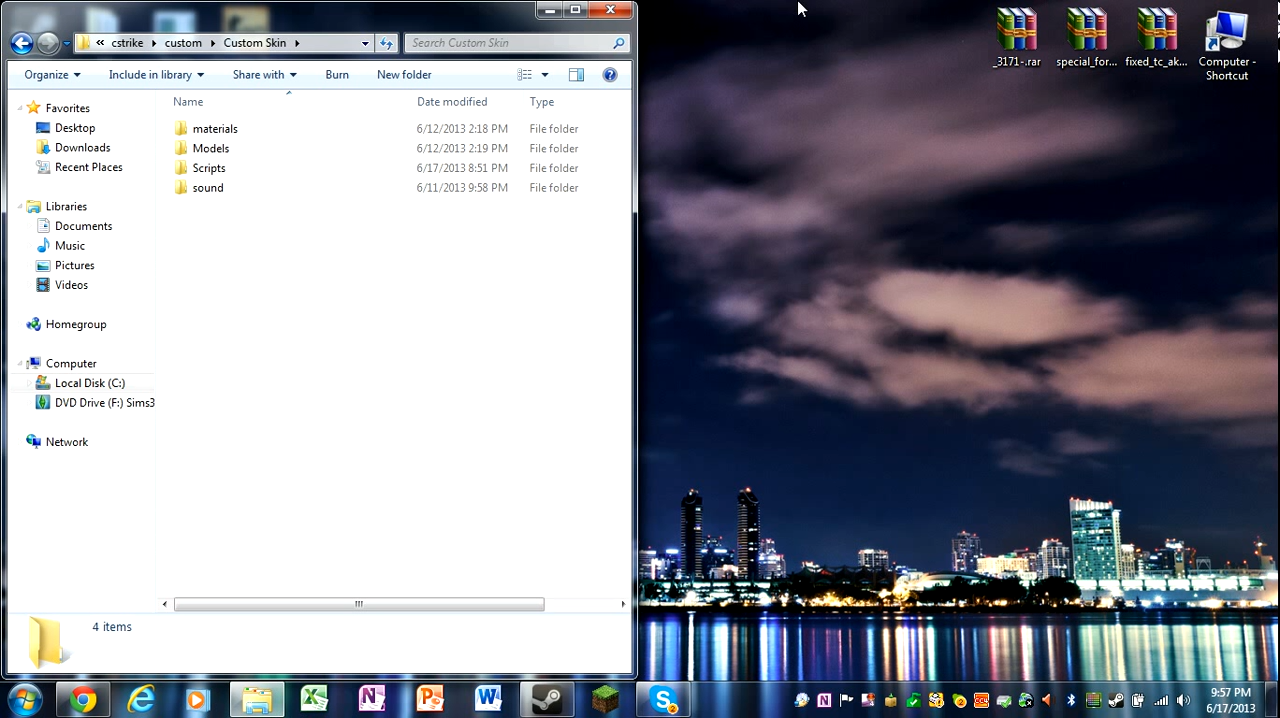 « cstrike custom Custom Skin
Search Custom Skin
Organize Include in library Share with Burn New folder
Favorites
Desktop
Downloads
Recent Places
Libraries
Documents
Music
Pictures
Videos
Homegroup
Computer
Local Disk (C:)
DVD Drive (F:) Sims3
Network
Name Date modified Type
materials 6/12/2013 2:18 PM File folder
Models 6/12/2013 2:19 PM File folder
Scripts 6/17/2013 8:51 PM File folder
sound 6/11/2013 9:58 PM File folder
4 items
_3171-.rar
special_for...
fixed_tc_ak...
Computer -
Shortcut
9:57 PM
6/17/2013